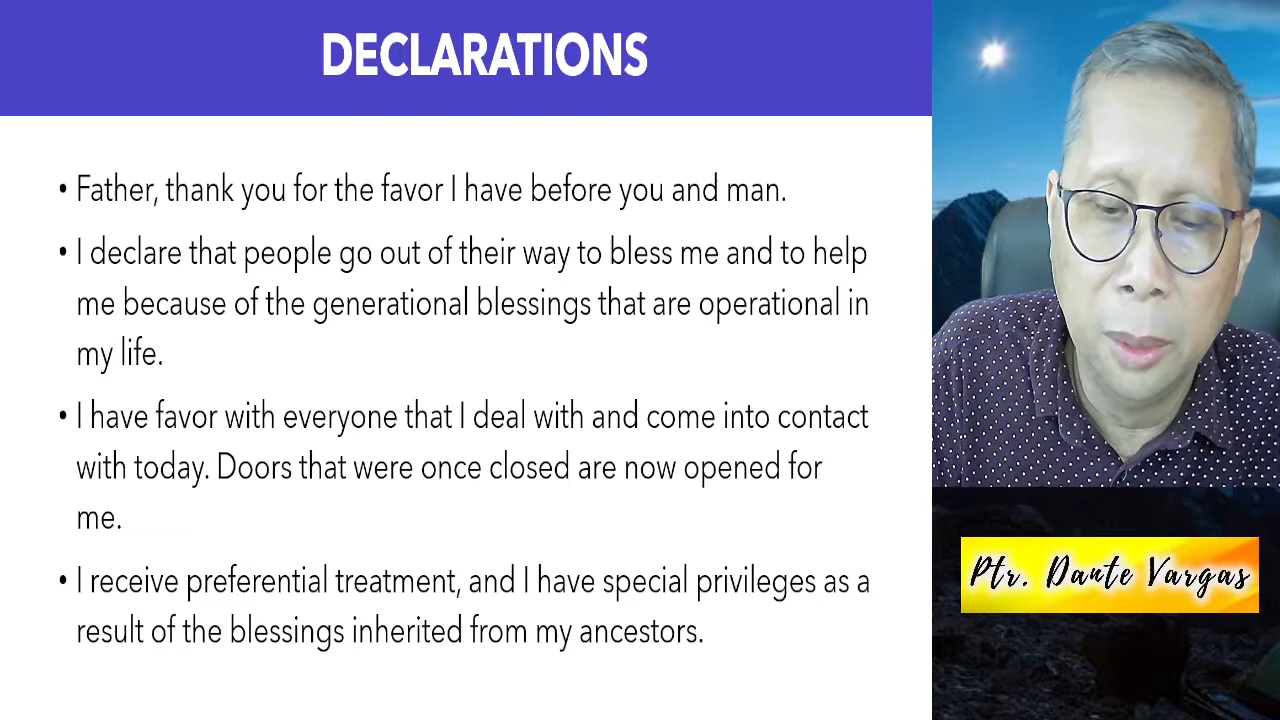 DECLARATIONS
• Father, thank you for the favor I have before you and man.
• I declare that people go out of their way to bless me and to help
me because of the generational blessings that are operational in
my life.
• I have favor with everyone that I deal with and come into contact
with today. Doors that were once closed are now opened for
me.
• I receive preferential treatment, and I have special privileges as a
result of the blessings inherited from my ancestors.
Ptr. Dante Vargas